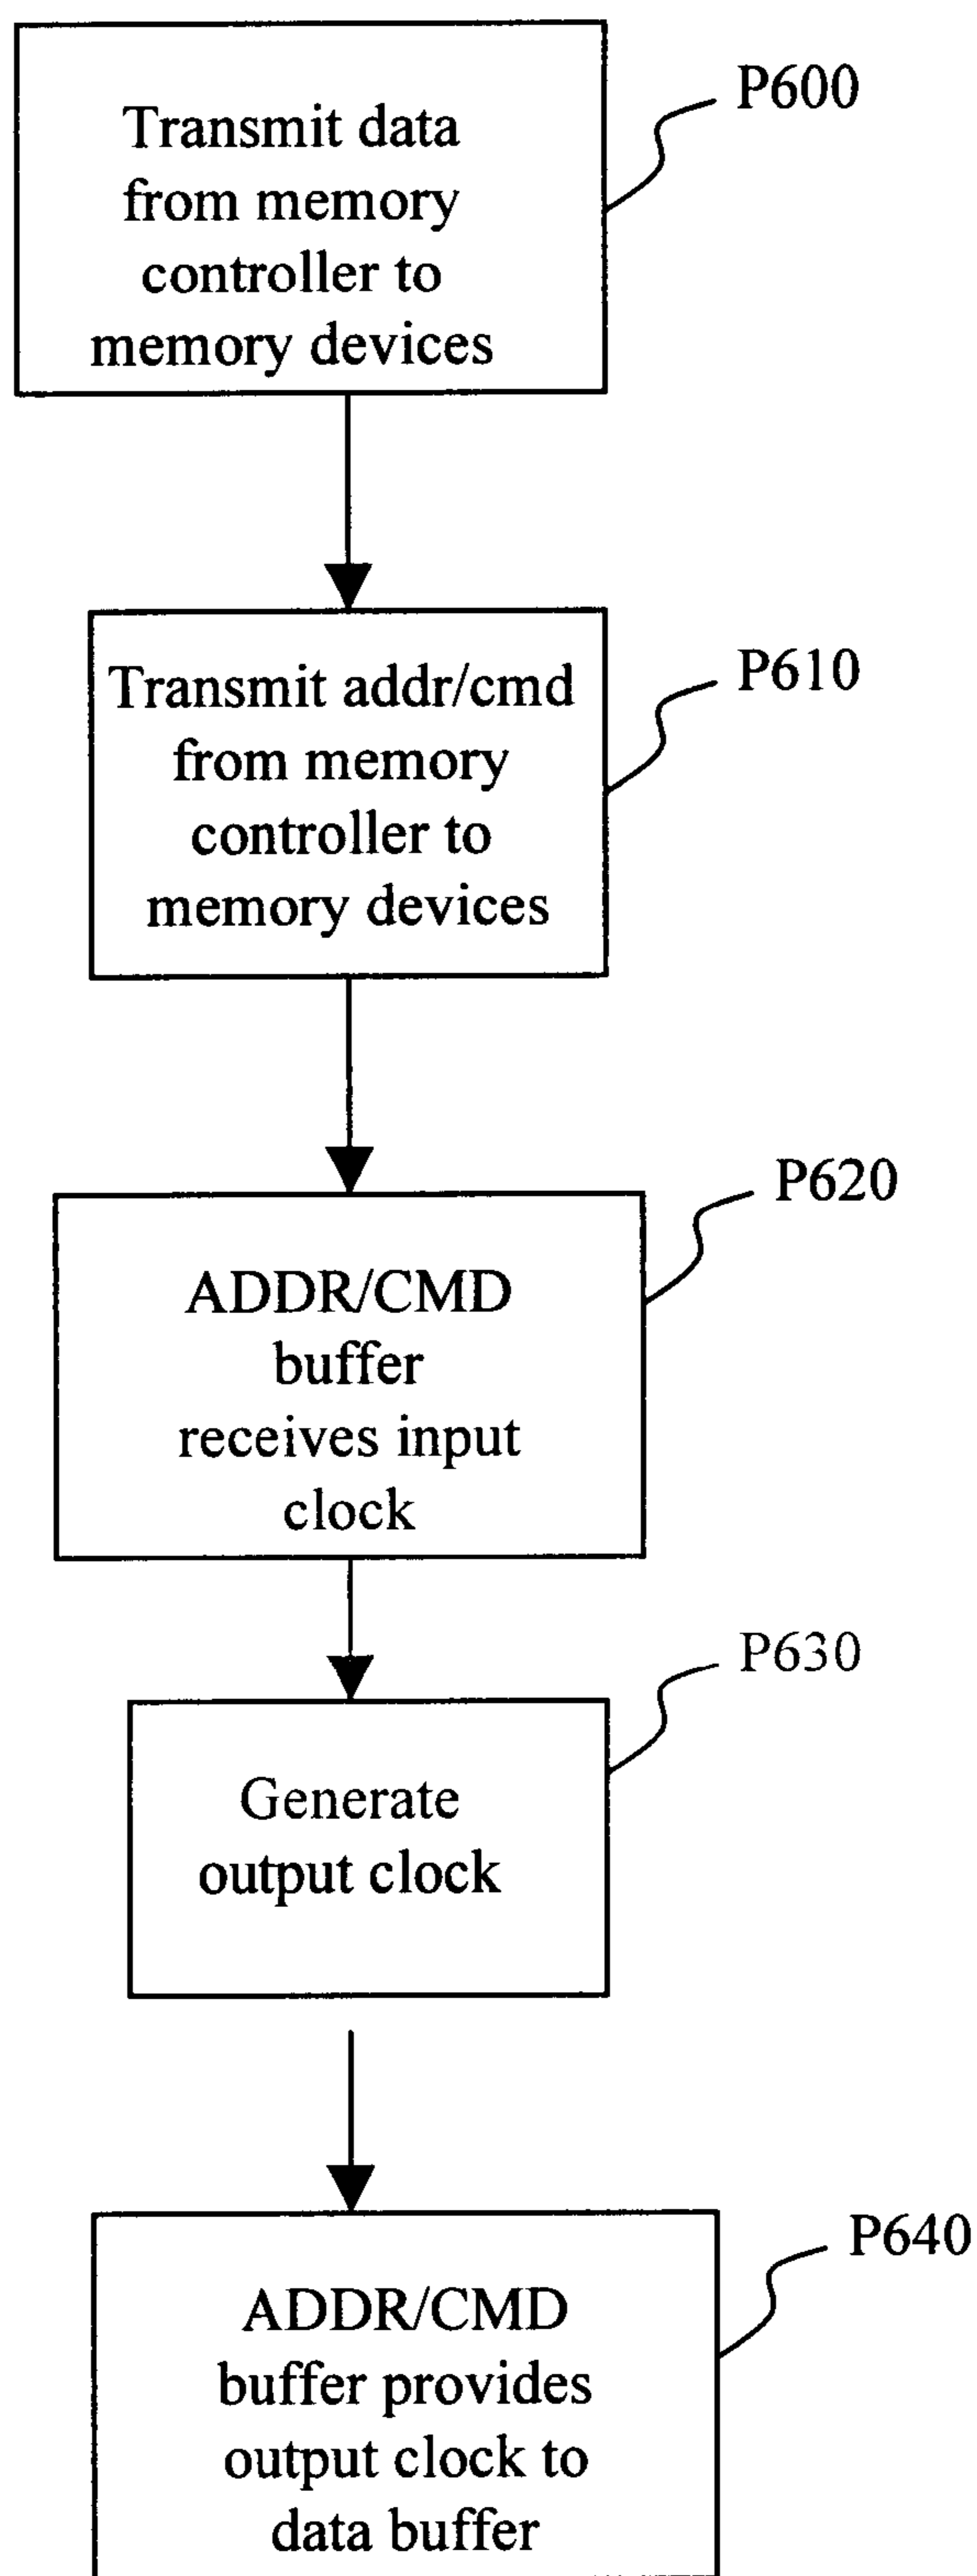 P600
Transmit data
from memory
controller to
memory devices
P610
Transmit addr/cmd
from memory
controller to
memory devices
P620
ADDR/CMD
buffer
receives input
clock
P630
Generate
output clock
P640
ADDR/CMD
buffer provides
output clock to
data buffer